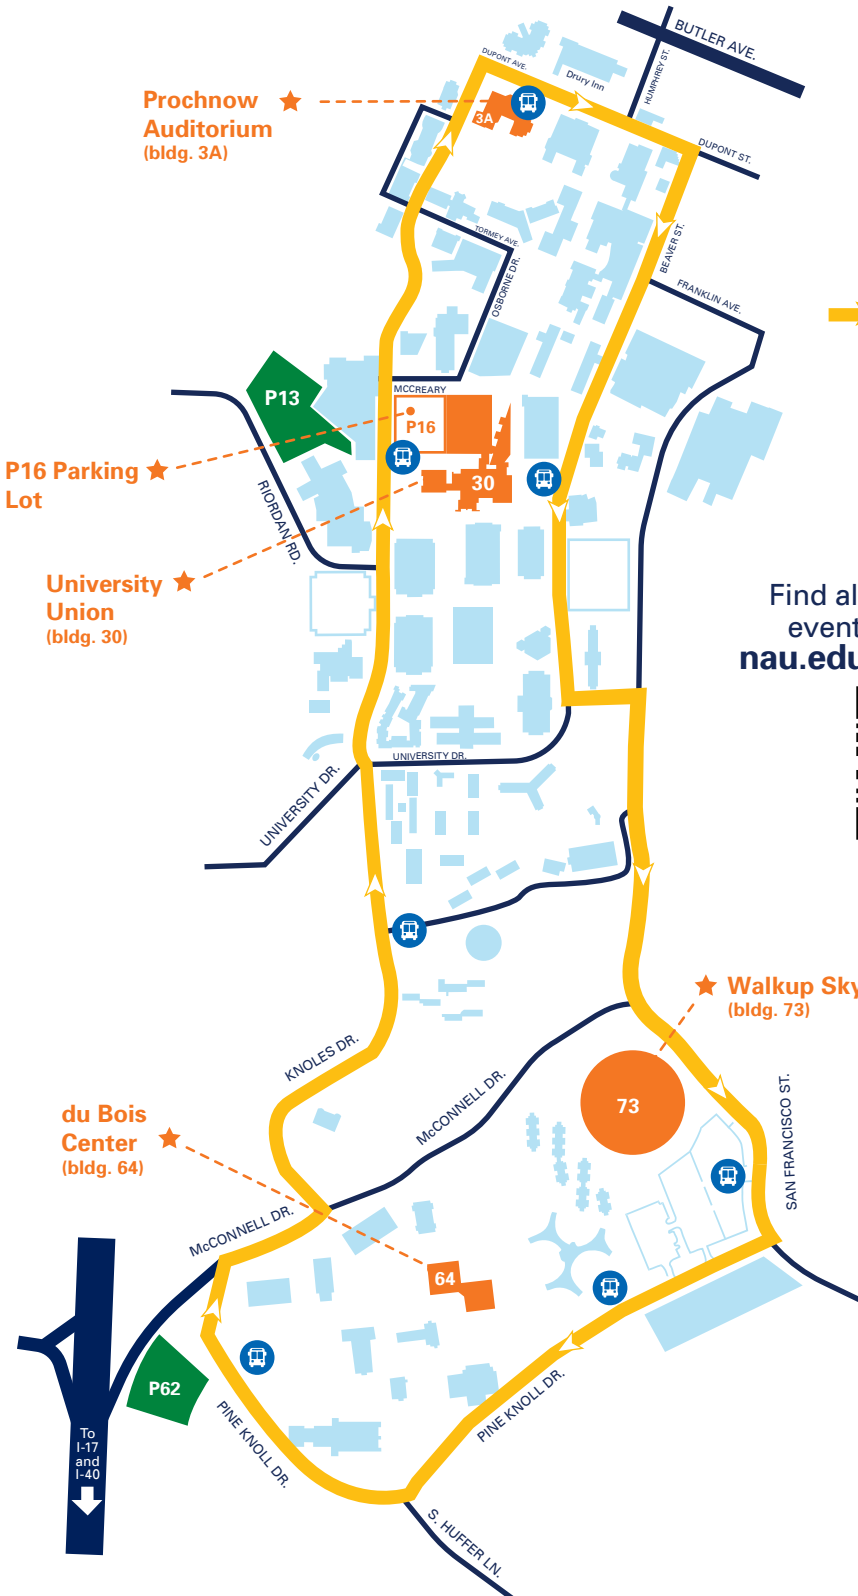 BUTLER AVE.
HUMPHREY ST.
DUPONT AVE.
Drury Inn
Prochnow
Auditorium
(bldg. 3A)
3A
DUPONT ST.
TORMEY AVE.
OSBORNE DR.
BEAVER ST.
FRANKLIN AVE.
P13
MCCREARY
P16
P16 Parking
Lot
30
RIORDAN RD.
University
Union
(bldg. 30)
Find al
event
nau.edu
UNIVERSITY DR.
UNIVERSITY DR.
Walkup Sky
(bldg. 73)
KNOLES DR.
McCONNELL DR.
73
SAN FRANCISCO ST.
du Bois
Center
(bldg. 64)
McCONNELL DR.
64
P62
PINE KNOLL DR.
PINE KNOLL DR.
To
I-17
and
I-40
S. HUFFER LN.